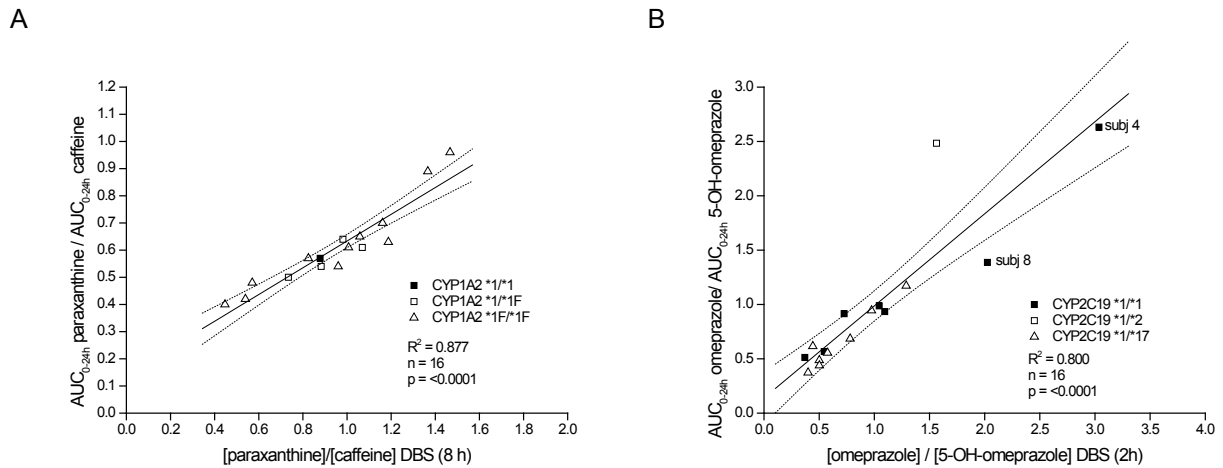 A
AUC0-24h paraxanthine / AUC0-24h caffeine
1.2
1.1
1.0
0.9
0.8
0.7
0.6
0.5
0.4
0.3
0.2
0.1
0.0
0.0 0.2 0.4 0.6 0.8 1.0 1.2 1.4 1.6 1.8 2.0
[paraxanthine]/[caffeine] DBS (8 h)
CYP1A2 *1/*1
CYP1A2 *1/*1F
CYP1A2 *1F/*1F
R² = 0.877
n = 16
p = <0.0001
B
AUC0-24h omeprazole/ AUC0-24h 5-OH-omeprazole
3.0
2.5
2.0
1.5
1.0
0.5
0.0
0.0 0.5 1.0 1.5 2.0 2.5 3.0 3.5 4.0
[omeprazole] / [5-OH-omeprazole] DBS (2h)
subj 4
subj 8
CYP2C19 *1/*1
CYP2C19 *1/*2
CYP2C19 *1/*17
R² = 0.800
n = 16
p = <0.0001